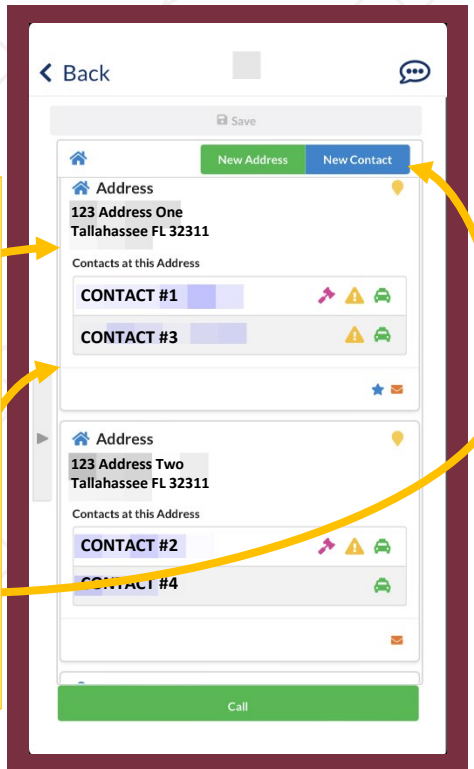 Back
Save
New Address New Contact
Address
123 Address One
Tallahassee FL 32311
Contacts at this Address
CONTACT #1
CONTACT #3
Address
123 Address Two
Tallahassee FL 32311
Contacts at this Address
CONTACT #2
CONTACT #4
Call